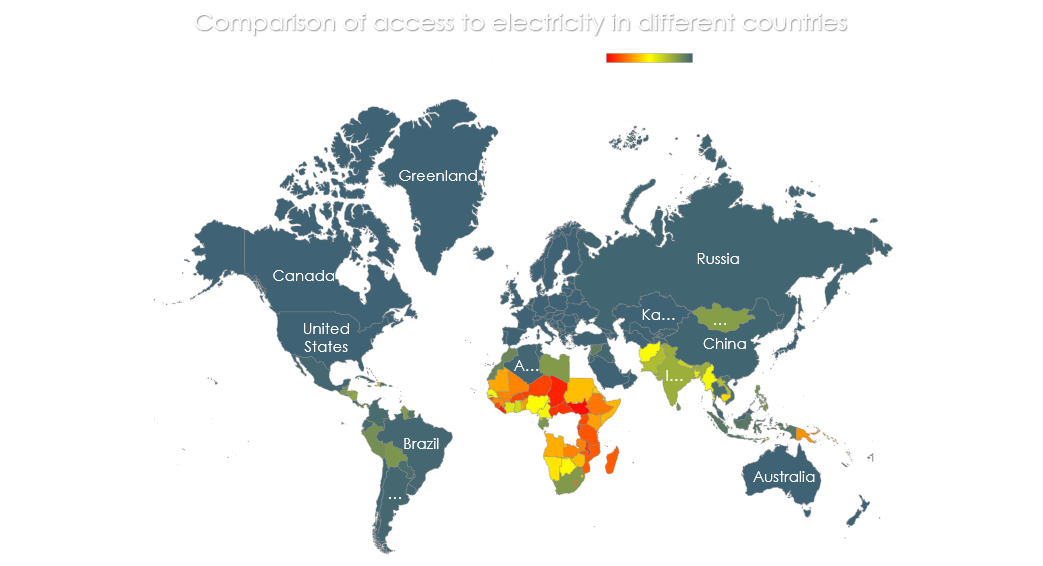 Comparison of access to electricity in different countries
Greenland
Russia
Canada
Ka...
...
United
States
China
A...
I...
Brazil
Australia
...